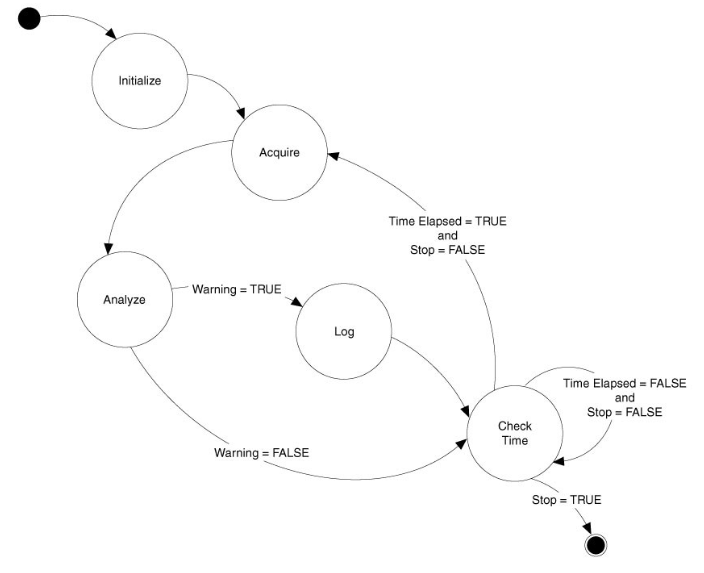 Initialize
Acquire
Time Elapsed = TRUE
and
Stop = FALSE
Analyze
Warning = TRUE
Log
Time Elapsed = FALSE
and
Stop = FALSE
Check
Time
Warning = FALSE
Stop = TRUE